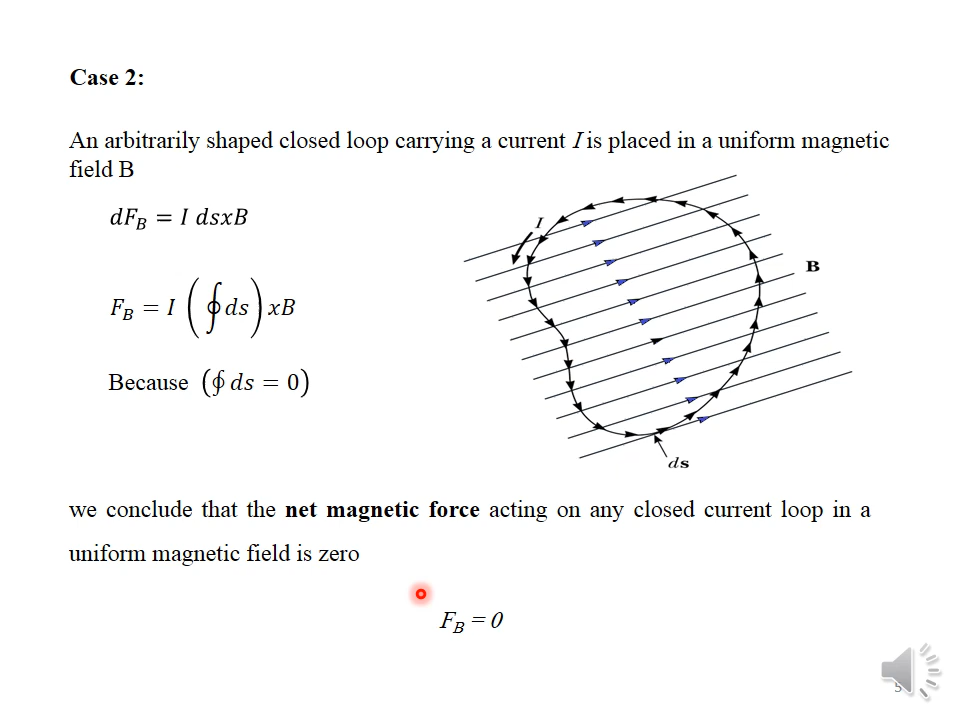 Case 2:
An arbitrarily shaped closed loop carrying a current I is placed in a uniform magnetic
field B
dF_B = I dsxB
I
B
F_B = I (∮ds) xB
Because (∮ds = 0)
ds
we conclude that the net magnetic force acting on any closed current loop in a
uniform magnetic field is zero
F_B = 0
5